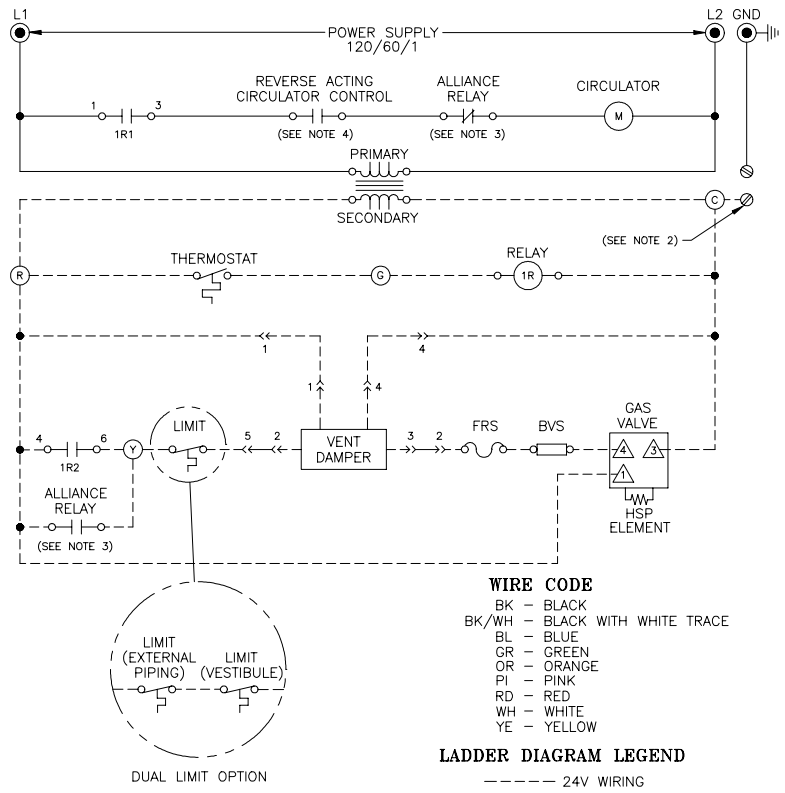 L1
L2 GND
POWER SUPPLY
120/60/1
REVERSE ACTING
CIRCULATOR CONTROL
ALLIANCE
RELAY
CIRCULATOR
1
3
M
1R1
(SEE NOTE 4)
(SEE NOTE 3)
PRIMARY
SECONDARY
C
(SEE NOTE 2)
THERMOSTAT
RELAY
R
G
1R
1
4
1
4
LIMIT
FRS
BVS
GAS
VALVE
4
6
Y
5
2
VENT
DAMPER
3
2
4
3
1
1R2
ALLIANCE
RELAY
(SEE NOTE 3)
HSP
ELEMENT
WIRE CODE
BK – BLACK
BK/WH – BLACK WITH WHITE TRACE
BL – BLUE
GR – GREEN
OR – ORANGE
PI – PINK
RD – RED
WH – WHITE
YE – YELLOW
LIMIT
(EXTERNAL
PIPING)
LIMIT
(VESTIBULE)
DUAL LIMIT OPTION
LADDER DIAGRAM LEGEND
24V WIRING